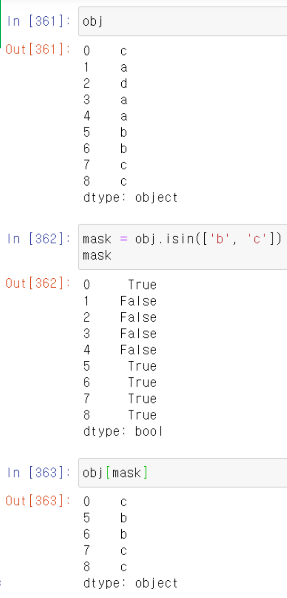 In [361]: obj
Out[361]: 0    c
1    a
2    d
3    a
4    a
5    b
6    b
7    c
8    c
dtype: object
In [362]: mask = obj.isin(['b', 'c'])
mask
Out[362]: 0     True
1    False
2    False
3    False
4    False
5     True
6     True
7     True
8     True
dtype: bool
In [363]: obj[mask]
Out[363]: 0    c
5    b
6    b
7    c
8    c
dtype: object